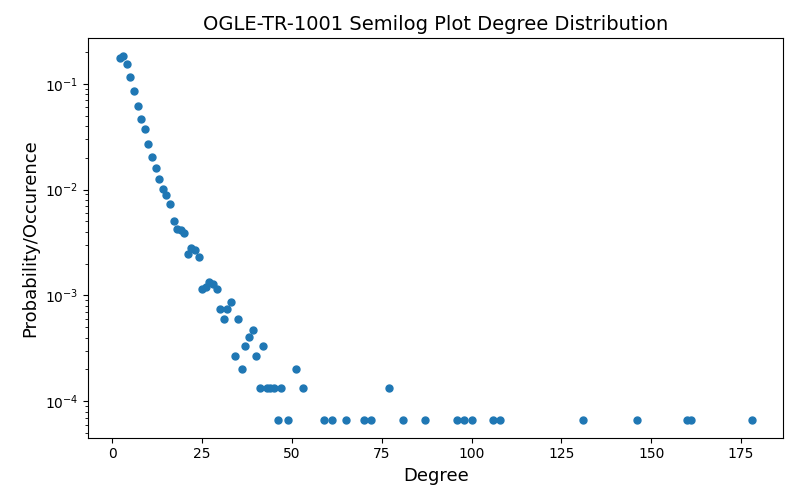 OGLE-TR-1001 Semilog Plot Degree Distribution
Probability/Occurence
10⁻¹
10⁻²
10⁻³
10⁻⁴
0 25 50 75 100 125 150 175
Degree